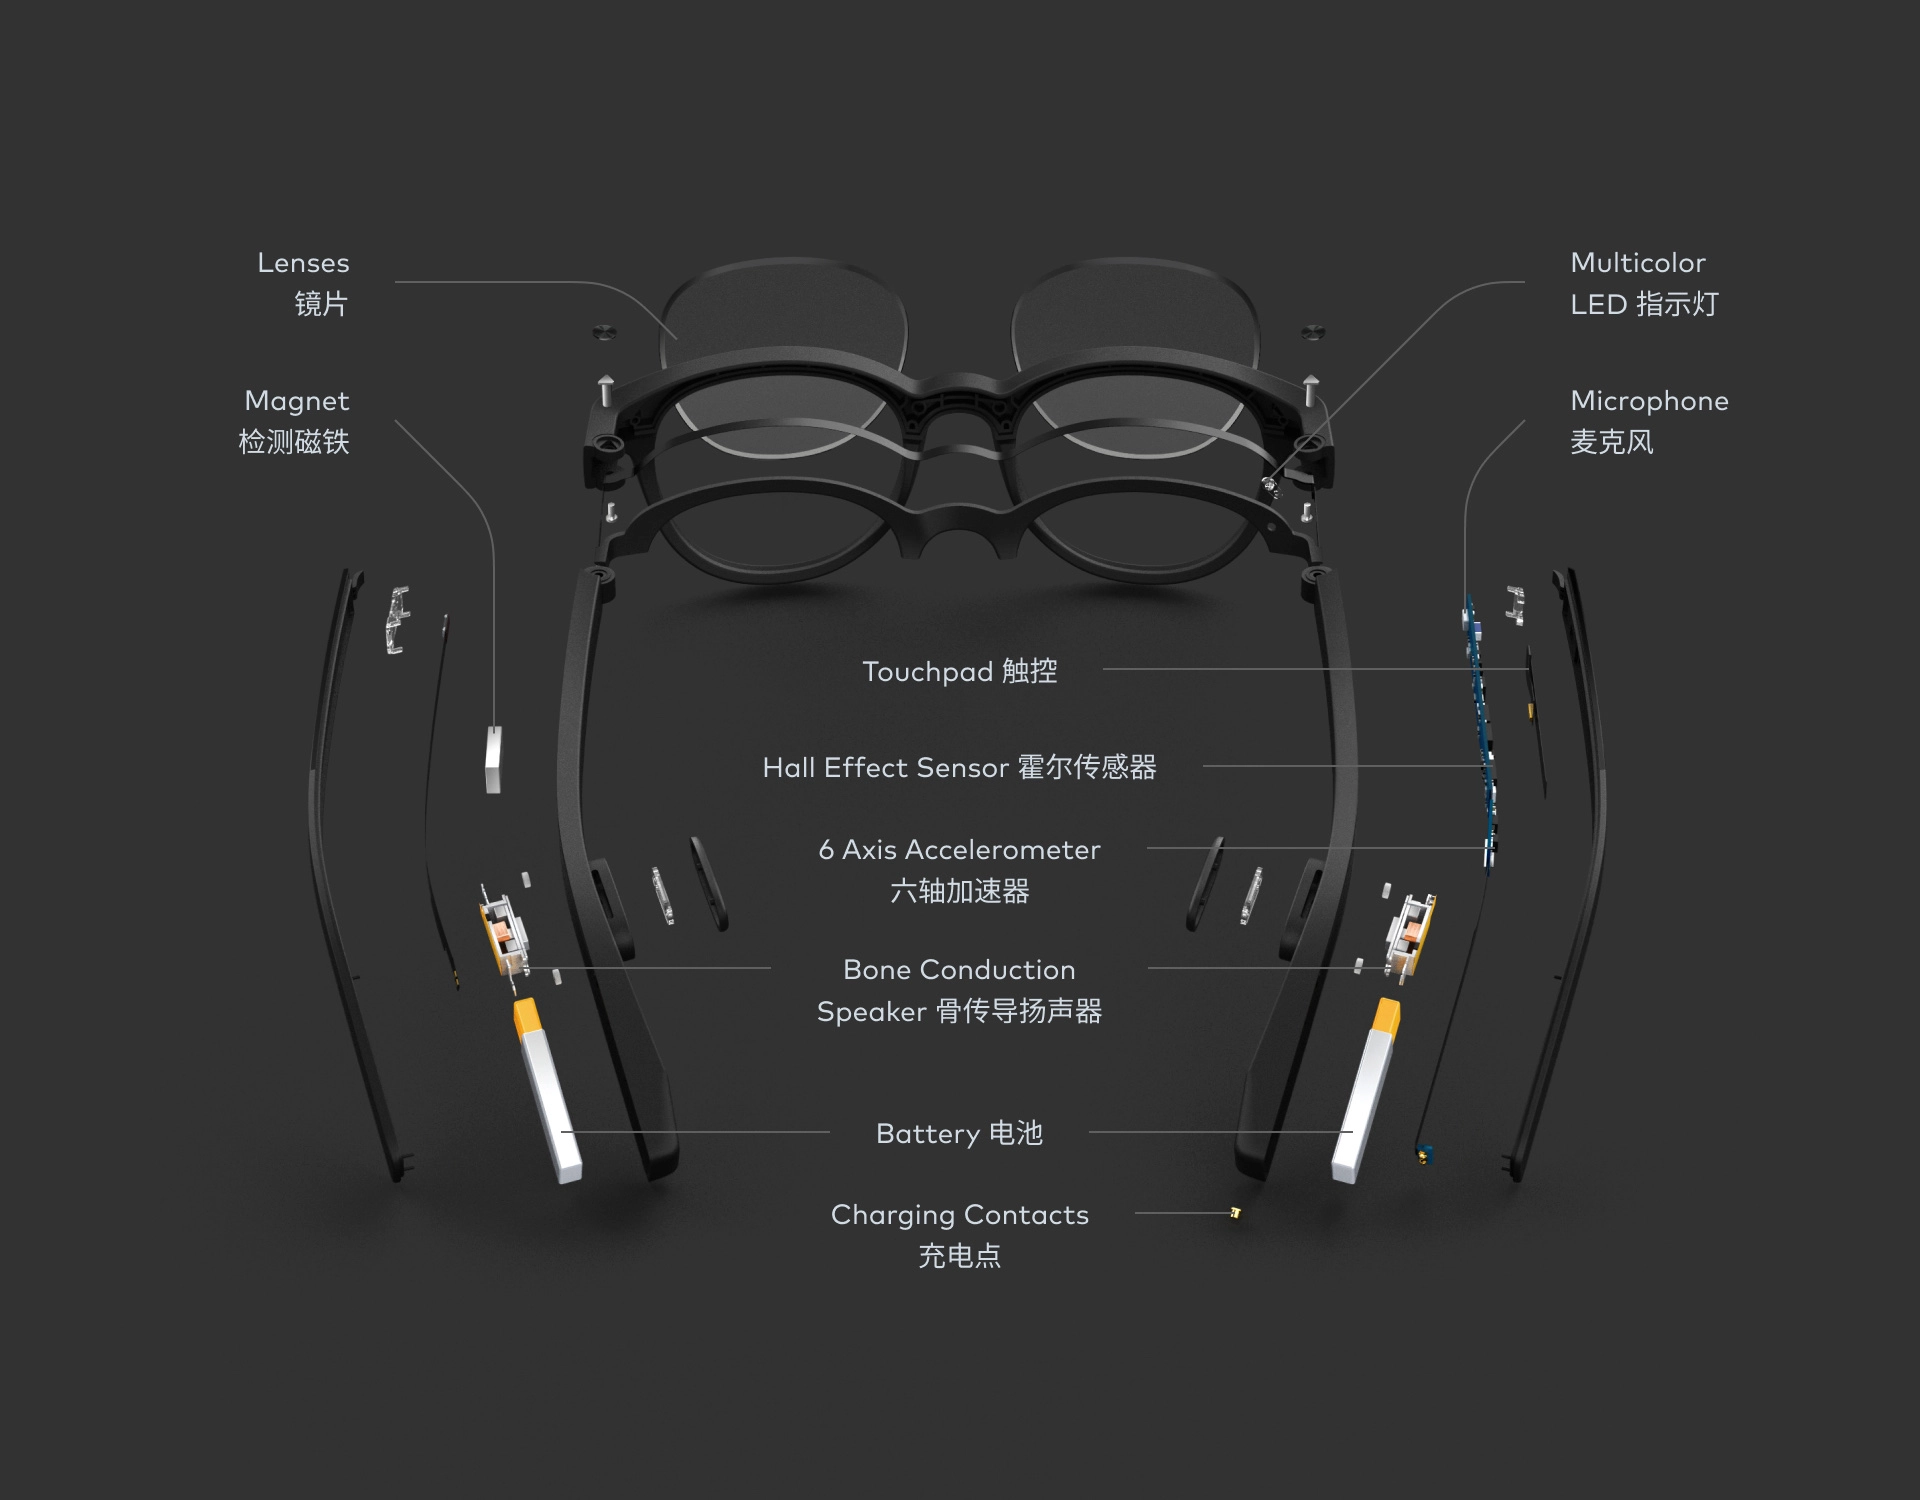 Lenses
镜片
Multicolor
LED 指示灯
Magnet
检测磁铁
Microphone
麦克风
Touchpad 触控
Hall Effect Sensor 霍尔传感器
6 Axis Accelerometer
六轴加速器
Bone Conduction
Speaker 骨传导扬声器
Battery 电池
Charging Contacts
充电点